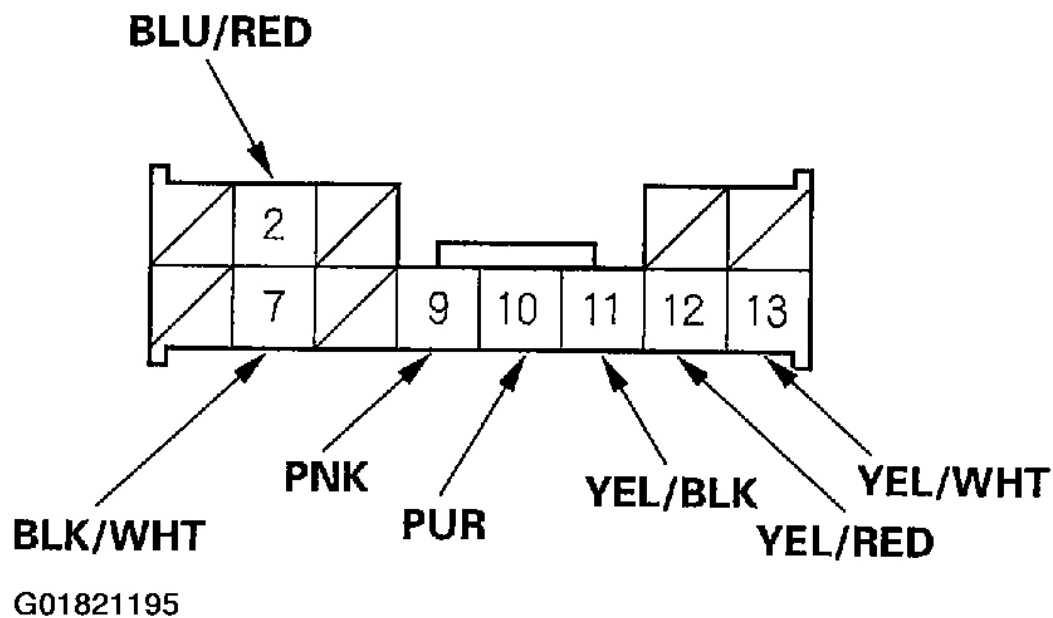 BLU/RED
2
7 9 10 11 12 13
PNK
YEL/WHT
YEL/BLK
PUR
BLK/WHT
YEL/RED
G01821195